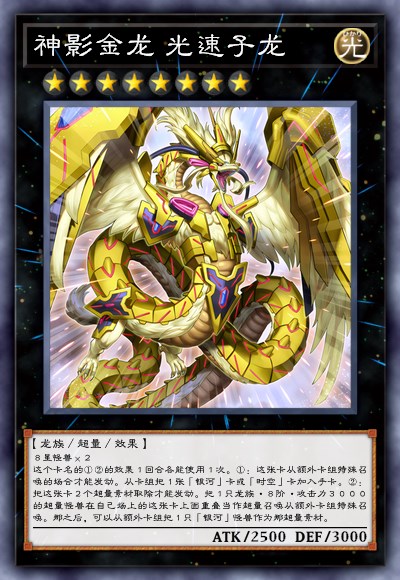 神影金龙 光速子龙
ひかり
光
【龙族／超量／效果】
８星怪兽×２
这个卡名的①②的效果１回合各能使用１次。①：这张卡从额外卡组特殊召
唤的场合才能发动。从卡组把１张「银河」卡或「时空」卡加入手卡。②：
把这张卡２个超量素材取除才能发动。把１只龙族・８阶・攻击力３０００
的超量怪兽在自己场上的这张卡上面重叠当作超量召唤从额外卡组特殊召
唤。那之后，可以从额外卡组把１只「银河」怪兽作为那超量素材。
ATK/2500 DEF/3000